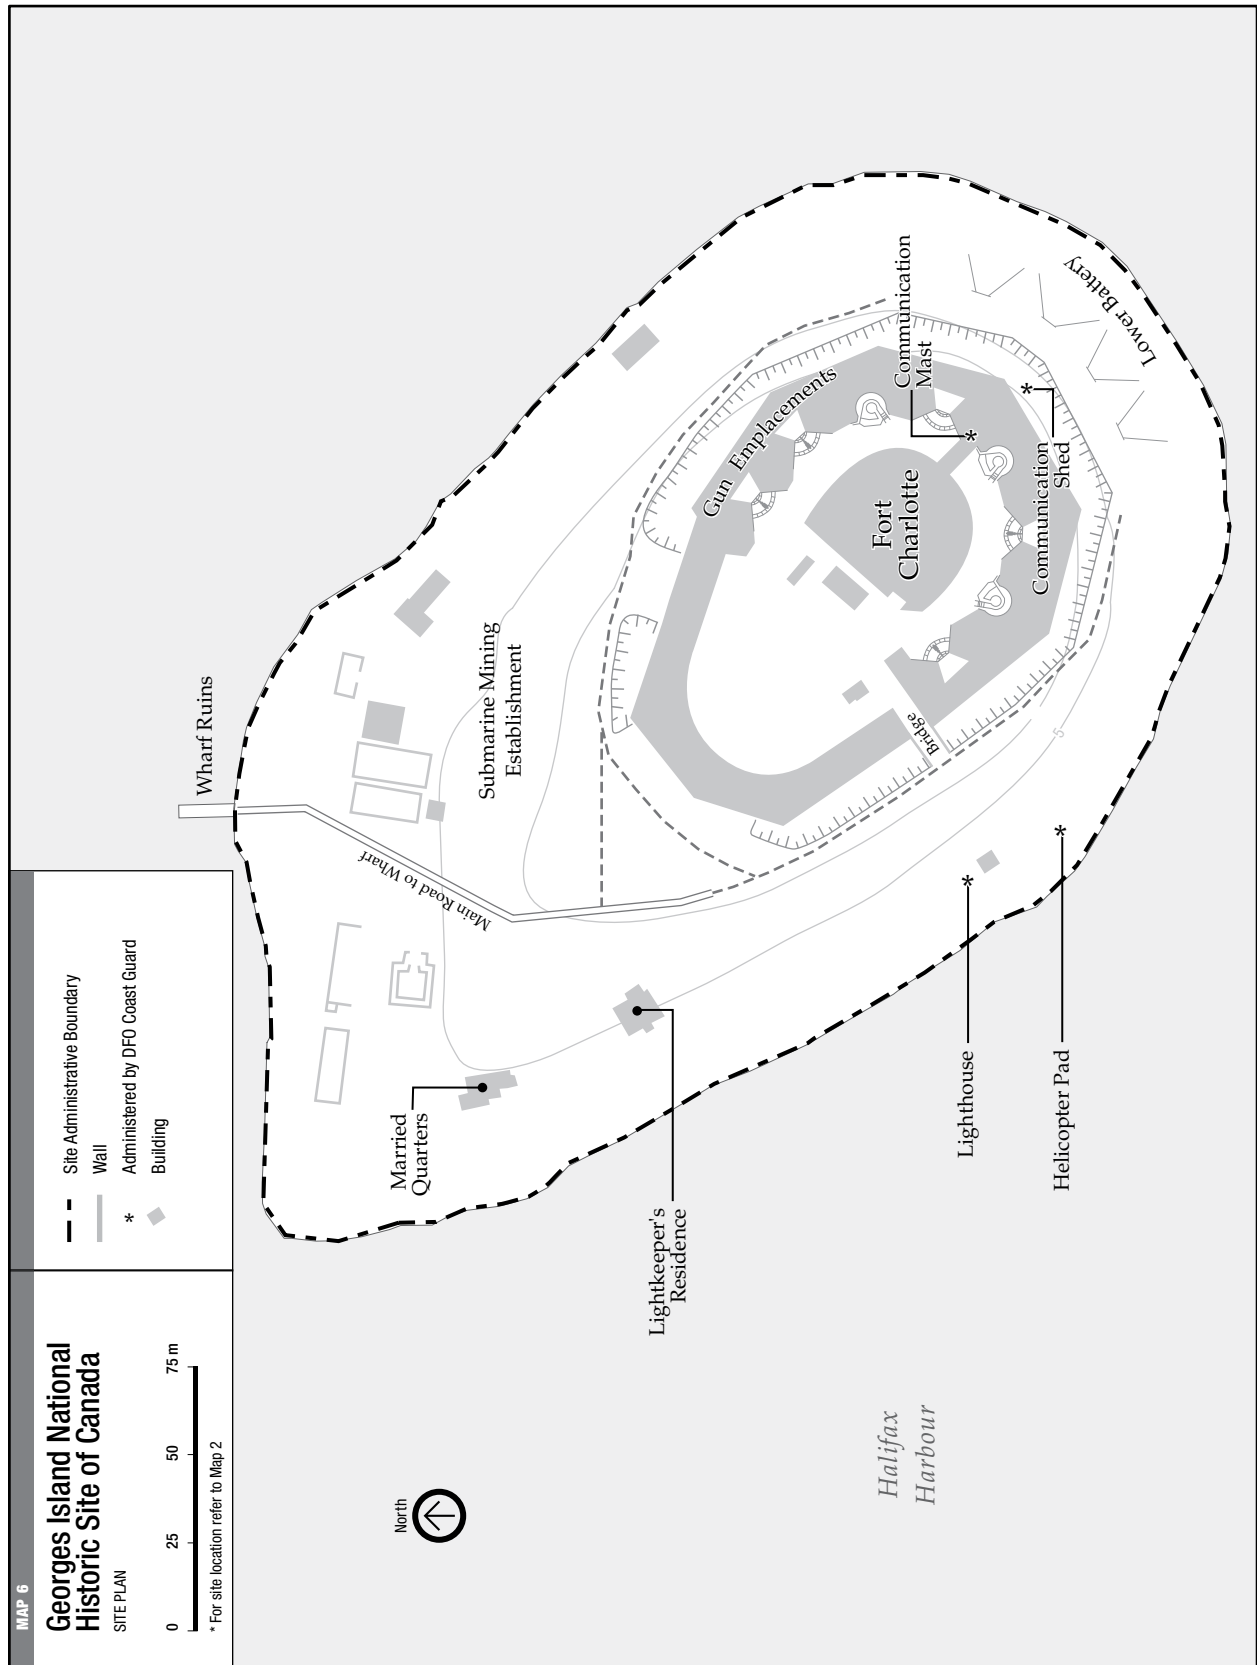 MAP 6
Georges Island National
Historic Site of Canada
SITE PLAN
0 25 50 75 m
* For site location refer to Map 2
Site Administrative Boundary
Wall
* Administered by DFO Coast Guard
Building
North
Wharf Ruins
Main Road to Wharf
Submarine Mining
Establishment
Married
Quarters
Lightkeeper's
Residence
Gun Emplacements
Fort
Charlotte
Communication
Mast
*
Communication
Shed
*
Lower Battery
Bridge
5
Lighthouse
*
Helicopter Pad
*
Halifax
Harbour